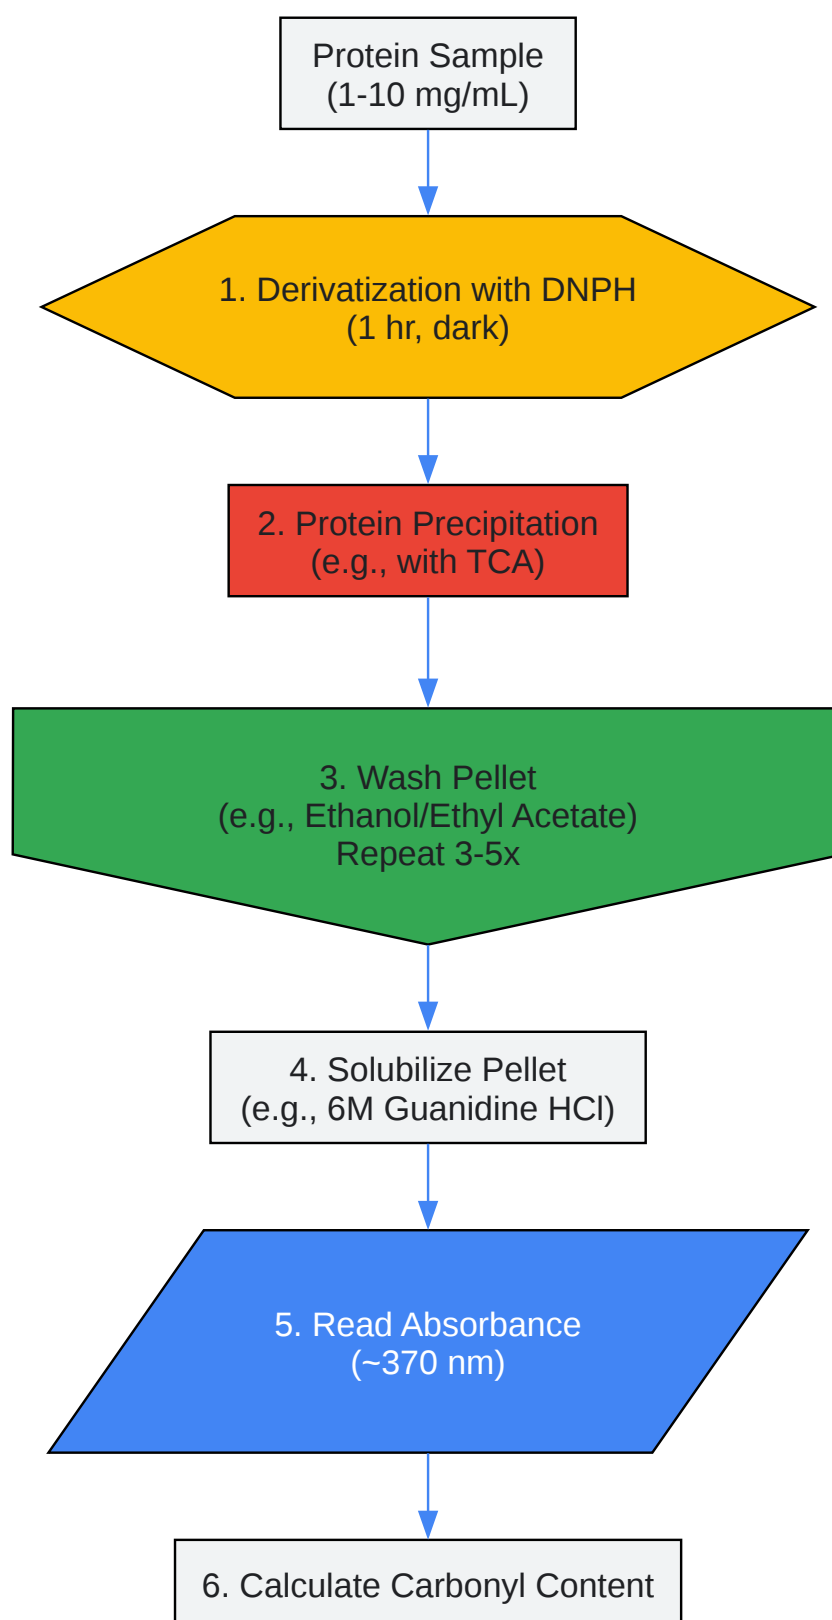 Protein Sample
(1-10 mg/mL)
1. Derivatization with DNPH
(1 hr, dark)
2. Protein Precipitation
(e.g., with TCA)
3. Wash Pellet
(e.g., Ethanol/Ethyl Acetate)
Repeat 3-5x
4. Solubilize Pellet
(e.g., 6M Guanidine HCl)
5. Read Absorbance
(~370 nm)
6. Calculate Carbonyl Content